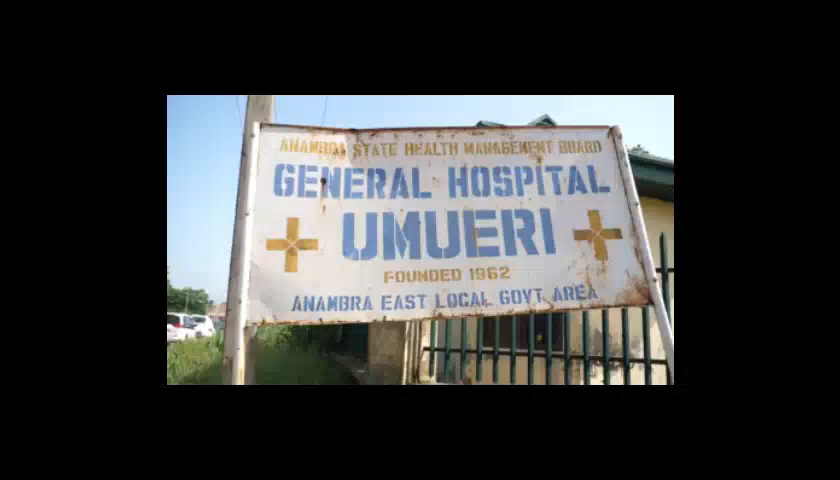 ANAMBRA STATE HEALTH MANAGEMENT BOARD
GENERAL HOSPITAL
UMUERI
FOUNDED 1962
ANAMBRA EAST LOCAL GOVT. AREA